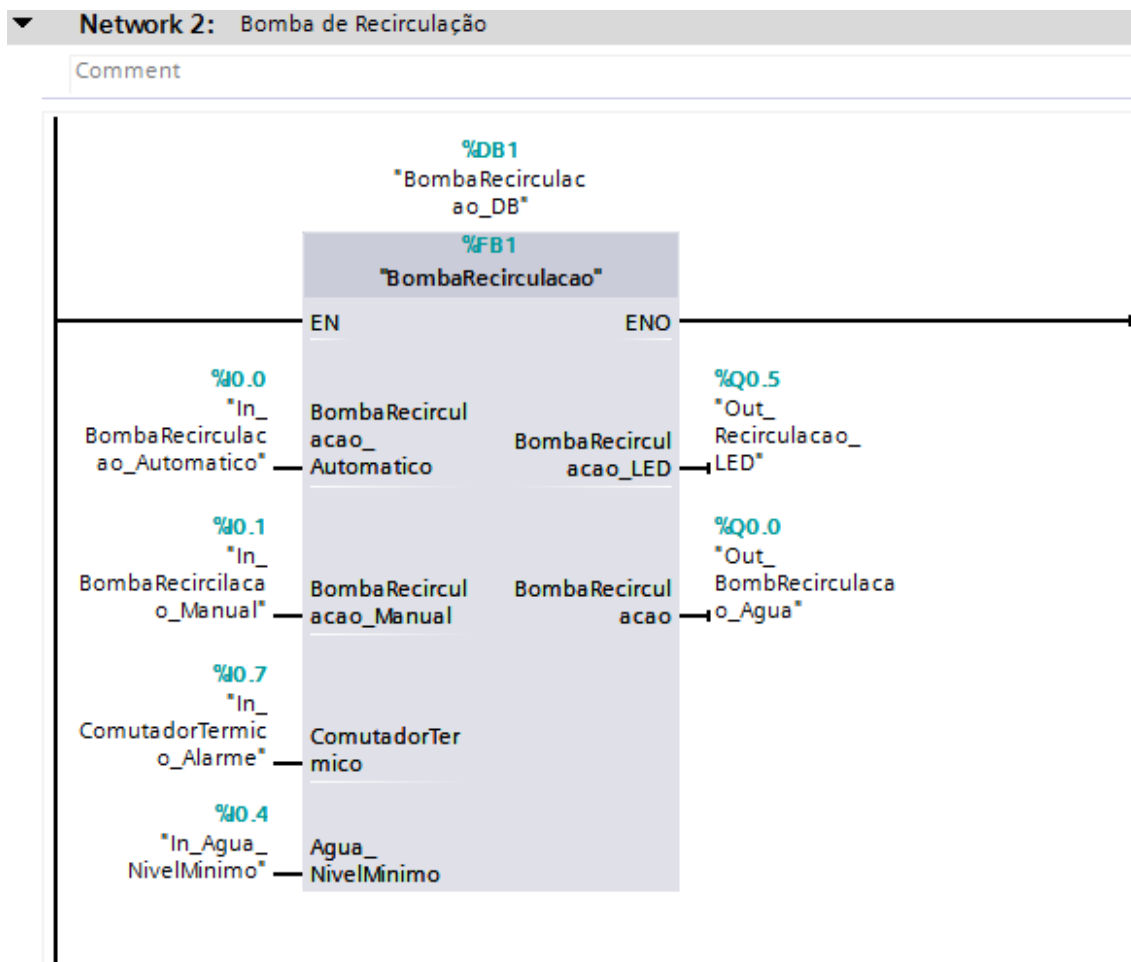 Network 2: Bomba de Recirculação
Comment
%DB1
"BombaRecirculac
ao_DB"
%FB1
"BombaRecirculacao"
EN
ENO
%I0.0
"In_
BombaRecirculac
ao_Automatico"
BombaRecircul
acao_
Automatico
BombaRecircul
acao_LED
%Q0.5
"Out_
Recirculacao_
LED"
%I0.1
"In_
BombaRecircilaca
o_Manual"
BombaRecircul
acao_Manual
BombaRecircul
acao
%Q0.0
"Out_
BombRecirculaca
o_Agua"
%I0.7
"In_
ComutadorTermic
o_Alarme"
ComutadorTer
mico
%I0.4
"In_Agua_
NivelMinimo"
Agua_
NivelMinimo